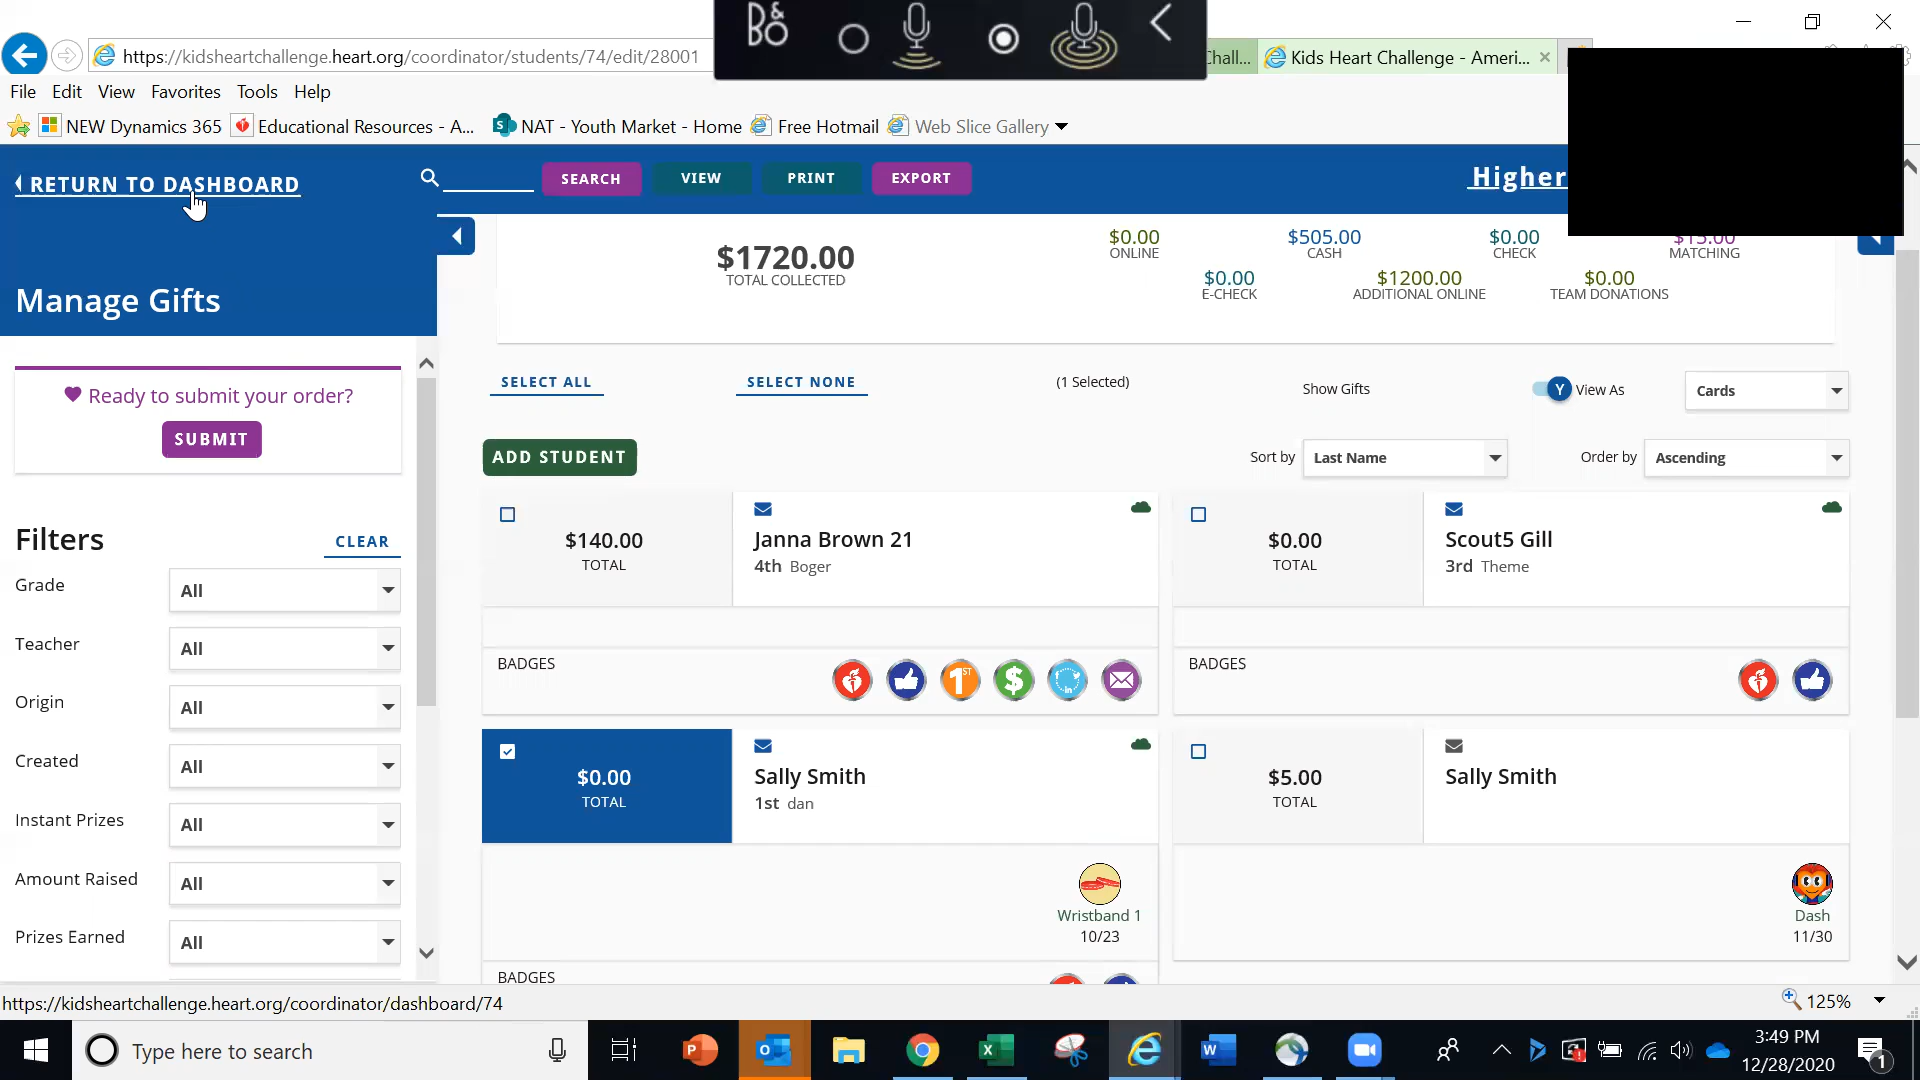 B&O
https://kidsheartchallenge.heart.org/coordinator/students/74/edit/28001
Chall...
Kids Heart Challenge - Ameri...
File Edit View Favorites Tools Help
NEW Dynamics 365
Educational Resources - A...
NAT - Youth Market - Home
Free Hotmail
Web Slice Gallery
RETURN TO DASHBOARD
SEARCH
VIEW
PRINT
EXPORT
Higher
Manage Gifts
$1720.00
TOTAL COLLECTED
$0.00
ONLINE
$505.00
CASH
$0.00
CHECK
$15.00
MATCHING
$0.00
E-CHECK
$1200.00
ADDITIONAL ONLINE
$0.00
TEAM DONATIONS
Ready to submit your order?
SUBMIT
Filters
CLEAR
Grade All
Teacher All
Origin All
Created All
Instant Prizes All
Amount Raised All
Prizes Earned All
SELECT ALL
SELECT NONE
(1 Selected)
Show Gifts
Y
View As
Cards
ADD STUDENT
Sort by Last Name
Order by Ascending
$140.00
TOTAL
Janna Brown 21
4th Boger
BADGES
1ST
$
$0.00
TOTAL
Scout5 Gill
3rd Theme
BADGES
$0.00
TOTAL
Sally Smith
1st dan
Wristband 1
10/23
BADGES
$5.00
TOTAL
Sally Smith
Dash
11/30
https://kidsheartchallenge.heart.org/coordinator/dashboard/74
125%
Type here to search
3:49 PM
12/28/2020
1